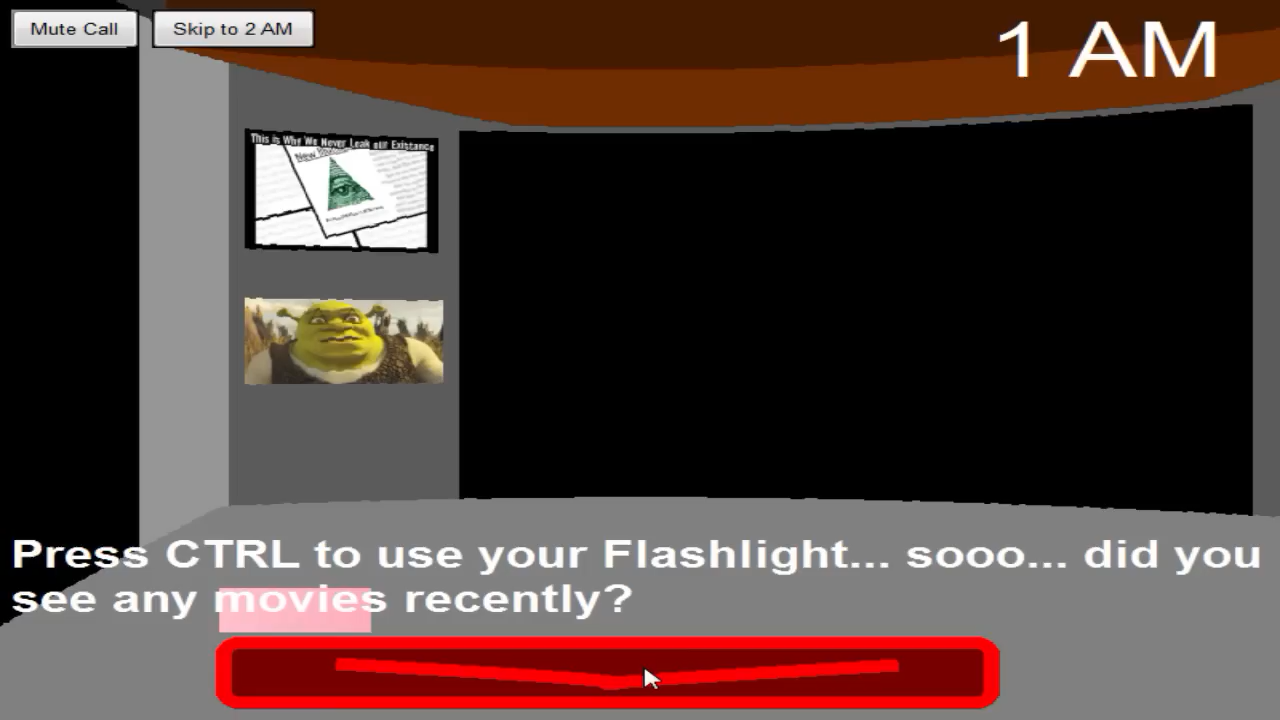 Mute Call
Skip to 2 AM
1 AM
This is Why We Never Leak our Existance
New
Press CTRL to use your Flashlight... sooo... did you
see any movies recently?